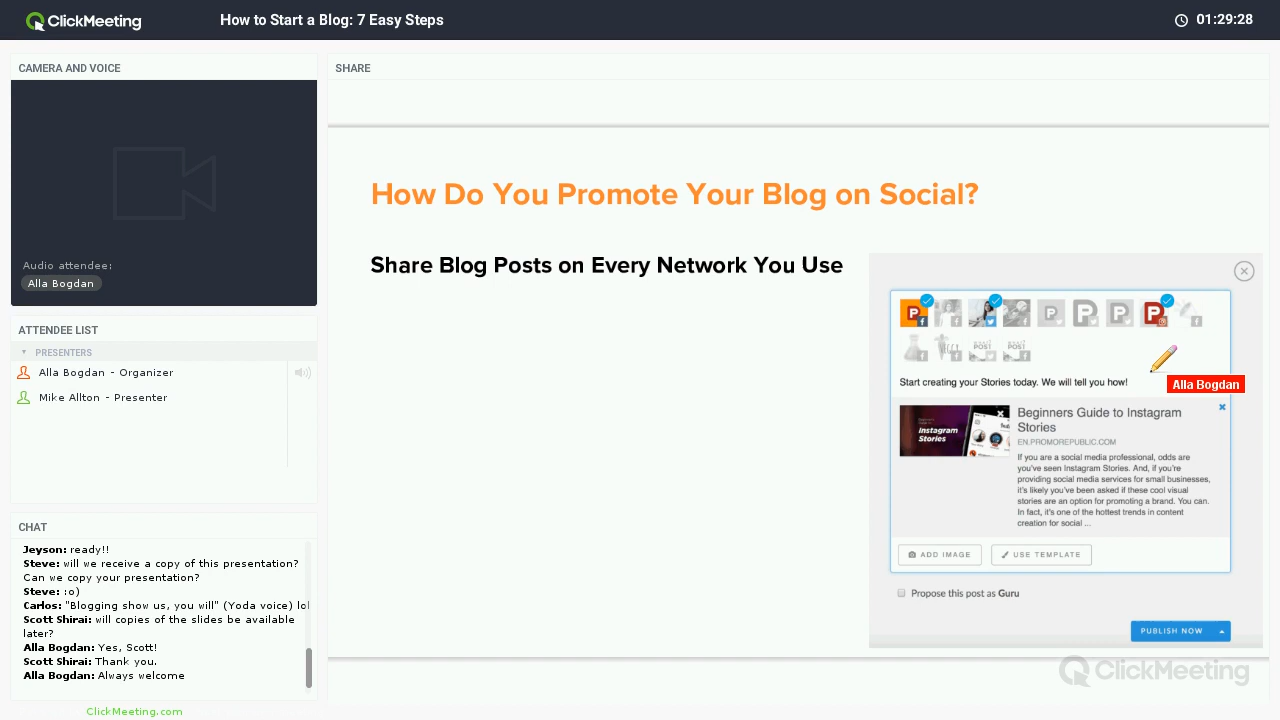 ClickMeeting
How to Start a Blog: 7 Easy Steps
01:29:28
CAMERA AND VOICE
Audio attendee:
Alla Bogdan
ATTENDEE LIST
PRESENTERS
Alla Bogdan - Organizer
Mike Allton - Presenter
CHAT
Jeyson: ready!!
Steve: will we receive a copy of this presentation?
Can we copy your presentation?
Steve: :o)
Carlos: "Blogging show us, you will" (Yoda voice) lol
Scott Shirai: will copies of the slides be available
later?
Alla Bogdan: Yes, Scott!
Scott Shirai: Thank you.
Alla Bogdan: Always welcome
ClickMeeting.com
SHARE
How Do You Promote Your Blog on Social?
Share Blog Posts on Every Network You Use
Start creating your Stories today. We will tell you how!
Alla Bogdan
Instagram
Stories
Beginners Guide to Instagram
Stories
EN.PROMOREPUBLIC.COM
If you are a social media professional, odds are
you've seen Instagram Stories. And, if you're
providing social media services for small businesses,
it's likely you've been asked if these cool visual
stories are an option for promoting a brand. You can.
In fact, it's one of the hottest trends in content
creation for social ...
ADD IMAGE
USE TEMPLATE
Propose this post as Guru
PUBLISH NOW
ClickMeeting